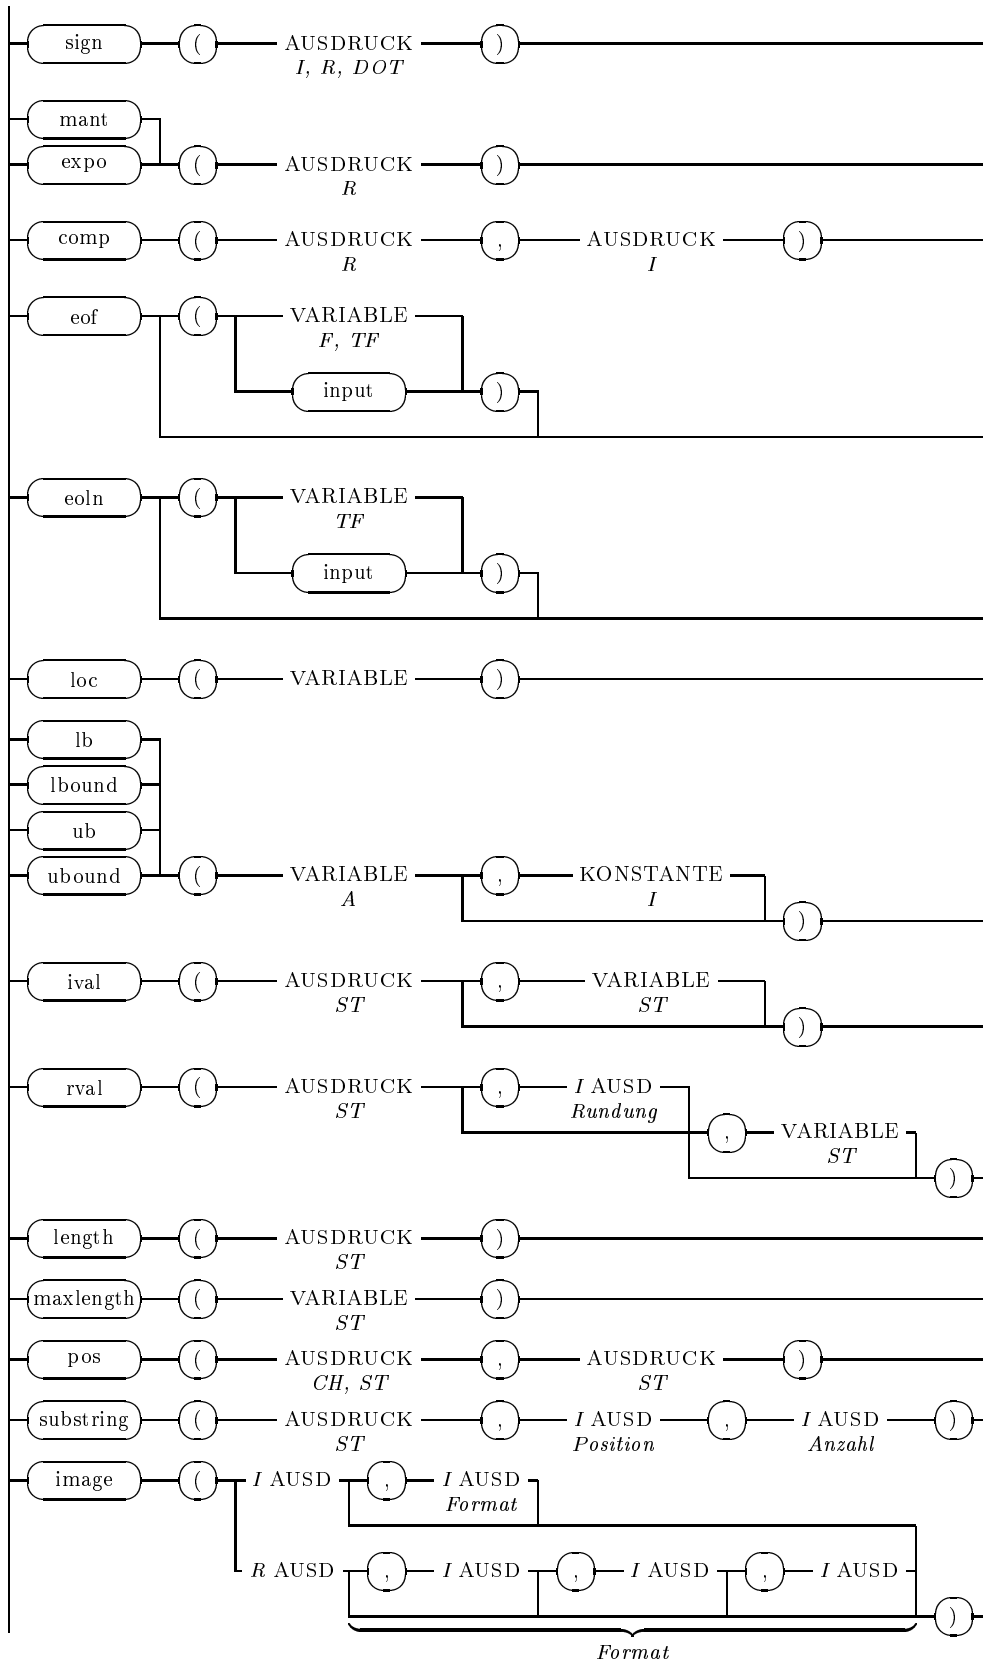 sign ( AUSDRUCK )
I, R, DOT
mant
expo ( AUSDRUCK )
R
comp ( AUSDRUCK , AUSDRUCK )
R I
eof ( VARIABLE
F, TF
input )
eoln ( VARIABLE
TF
input )
loc ( VARIABLE )
lb
lbound
ub
ubound ( VARIABLE , KONSTANTE
A I
)
ival ( AUSDRUCK , VARIABLE
ST ST
)
rval ( AUSDRUCK , I AUSD
ST Rundung
, VARIABLE
ST
)
length ( AUSDRUCK )
ST
maxlength ( VARIABLE )
ST
pos ( AUSDRUCK , AUSDRUCK )
CH, ST ST
substring ( AUSDRUCK , I AUSD , I AUSD )
ST Position Anzahl
image ( I AUSD , I AUSD
Format
R AUSD , I AUSD , I AUSD , I AUSD
)
Format